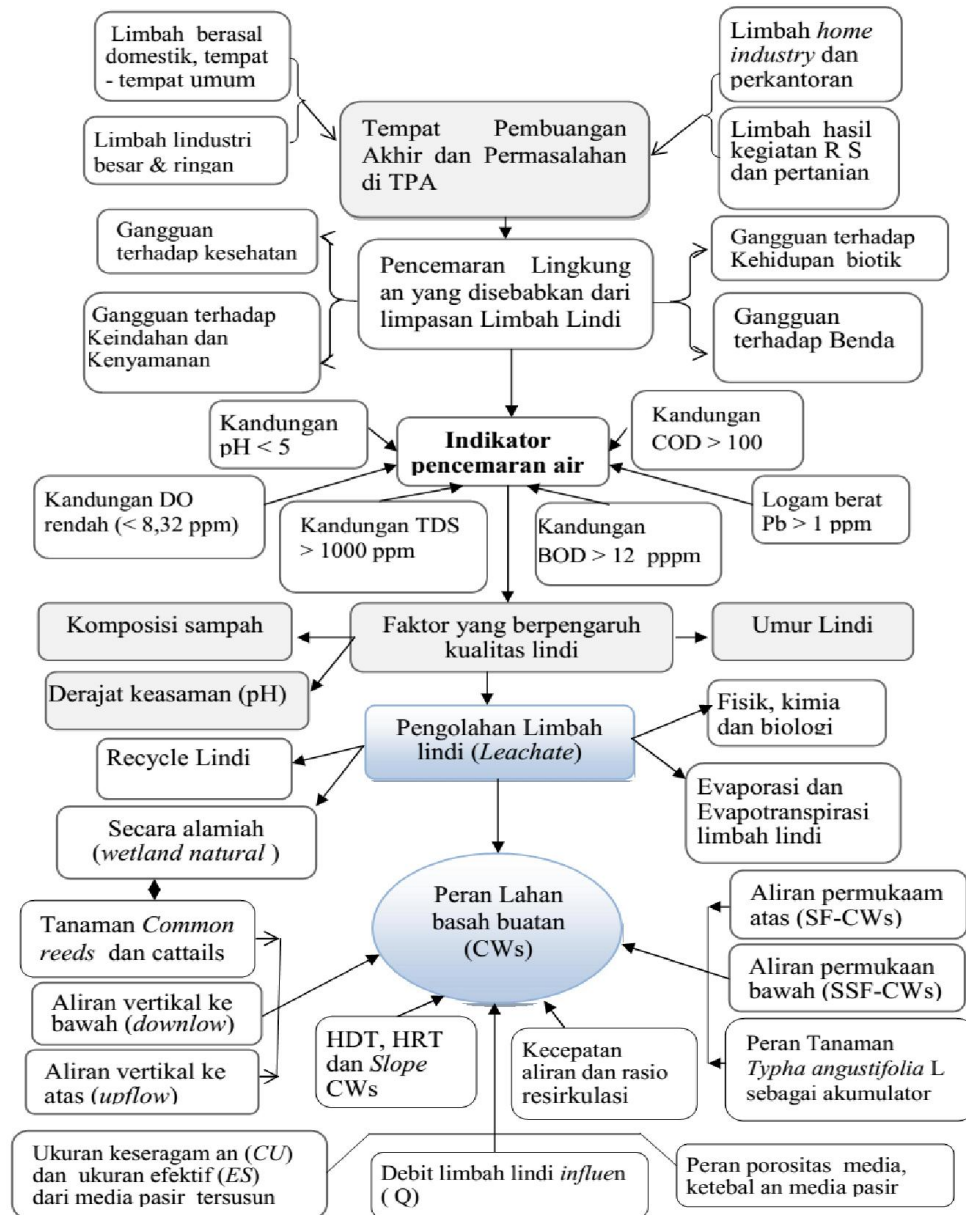 Limbah berasal
domestik, tempat
- tempat umum
Limbah lindustri
besar & ringan
Limbah home
industry dan
perkantoran
Limbah hasil
kegiatan R S
dan pertanian
Tempat Pembuangan
Akhir dan Permasalahan
di TPA
Gangguan
terhadap kesehatan
Gangguan terhadap
Keindahan dan
Kenyamanan
Pencemaran Lingkung
an yang disebabkan dari
limpasan Limbah Lindi
Gangguan terhadap
Kehidupan biotik
Gangguan
terhadap Benda
Kandungan
pH < 5
Indikator
pencemaran air
Kandungan
COD > 100
Kandungan DO
rendah (< 8,32 ppm)
Kandungan TDS
> 1000 ppm
Kandungan
BOD > 12 pppm
Logam berat
Pb > 1 ppm
Komposisi sampah
Faktor yang berpengaruh
kualitas lindi
Umur Lindi
Derajat keasaman (pH)
Pengolahan Limbah
lindi (Leachate)
Fisik, kimia
dan biologi
Recycle Lindi
Evaporasi dan
Evapotranspirasi
limbah lindi
Secara alamiah
(wetland natural )
Tanaman Common
reeds dan cattails
Aliran vertikal ke
bawah (downlow)
Aliran vertikal ke
atas (upflow)
Peran Lahan
basah buatan
(CWs)
Aliran permukaam
atas (SF-CWs)
Aliran permukaan
bawah (SSF-CWs)
Peran Tanaman
Typha angustifolia L
sebagai akumulator
HDT, HRT
dan Slope
CWs
Kecepatan
aliran dan rasio
resirkulasi
Ukuran keseragam an (CU)
dan ukuran efektif (ES)
dari media pasir tersusun
Debit limbah lindi influen
( Q)
Peran porositas media,
ketebal an media pasir